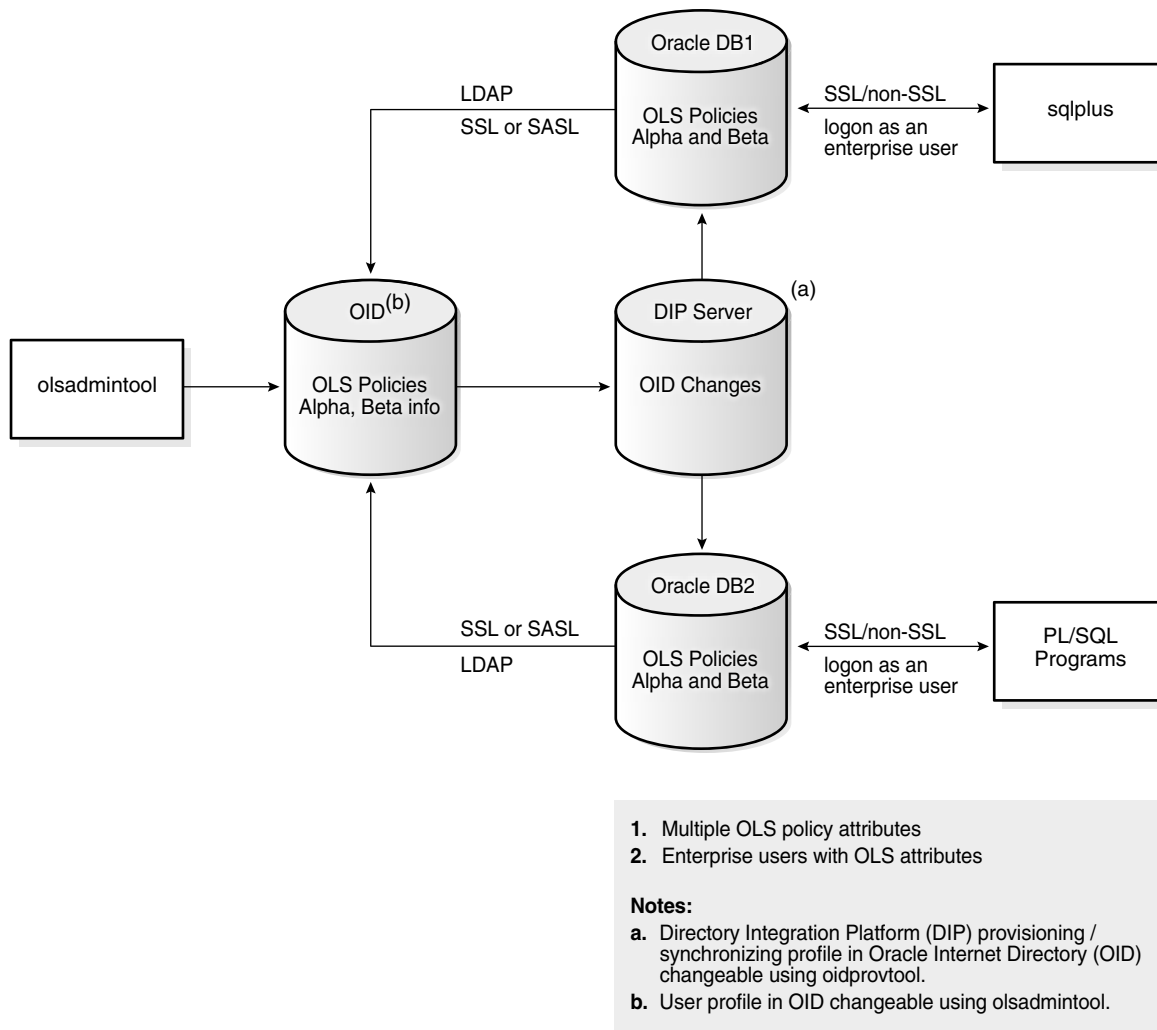 Oracle DB1
OLS Policies
Alpha and Beta
LDAP
SSL or SASL
SSL/non-SSL
logon as an
enterprise user
sqlplus
olsadmintool
OID(b)
OLS Policies
Alpha, Beta info
DIP Server
(a)
OID Changes
Oracle DB2
OLS Policies
Alpha and Beta
SSL or SASL
LDAP
SSL/non-SSL
logon as an
enterprise user
PL/SQL
Programs
1. Multiple OLS policy attributes
2. Enterprise users with OLS attributes
Notes:
a. Directory Integration Platform (DIP) provisioning /
synchronizing profile in Oracle Internet Directory (OID)
changeable using oidprovtool.
b. User profile in OID changeable using olsadmintool.